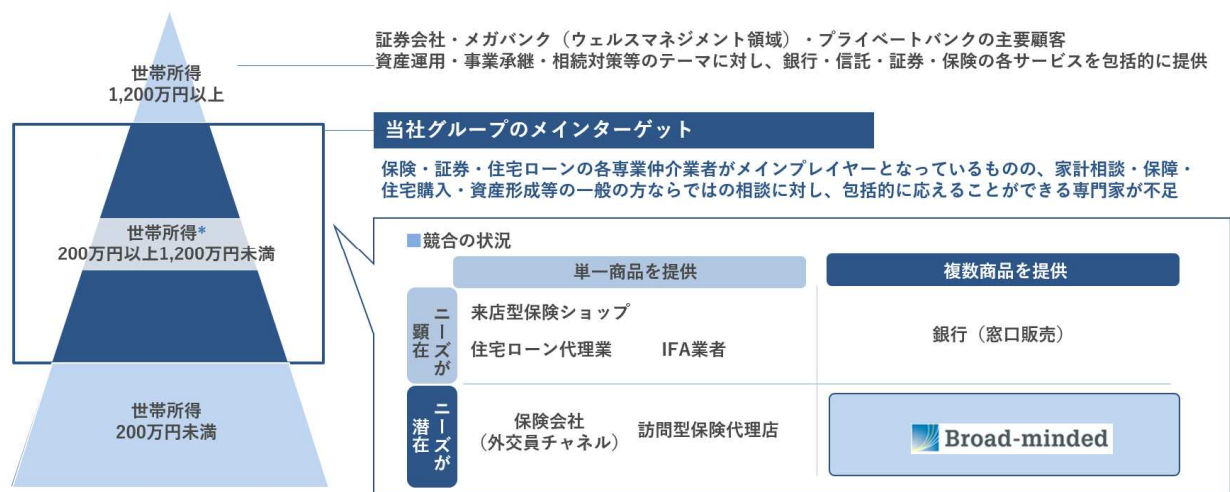 証券会社・メガバンク（ウェルスマネジメント領域）・プライベートバンクの主要顧客
資産運用・事業承継・相続対策等のテーマに対し、銀行・信託・証券・保険の各サービスを包括的に提供
世帯所得
1,200万円以上
当社グループのメインターゲット
保険・証券・住宅ローンの各専業仲介業者がメインプレイヤーとなっているものの、家計相談・保障・
住宅購入・資産形成等の一般の方ならではの相談に対し、包括的に応えることができる専門家が不足
世帯所得*
200万円以上1,200万円未満
世帯所得
200万円未満
■競合の状況
単一商品を提供
複数商品を提供
ニーズが
顕在
来店型保険ショップ
住宅ローン代理業
IFA業者
銀行（窓口販売）
ニーズが
潜在
保険会社
（外交員チャネル）
訪問型保険代理店
Broad-minded